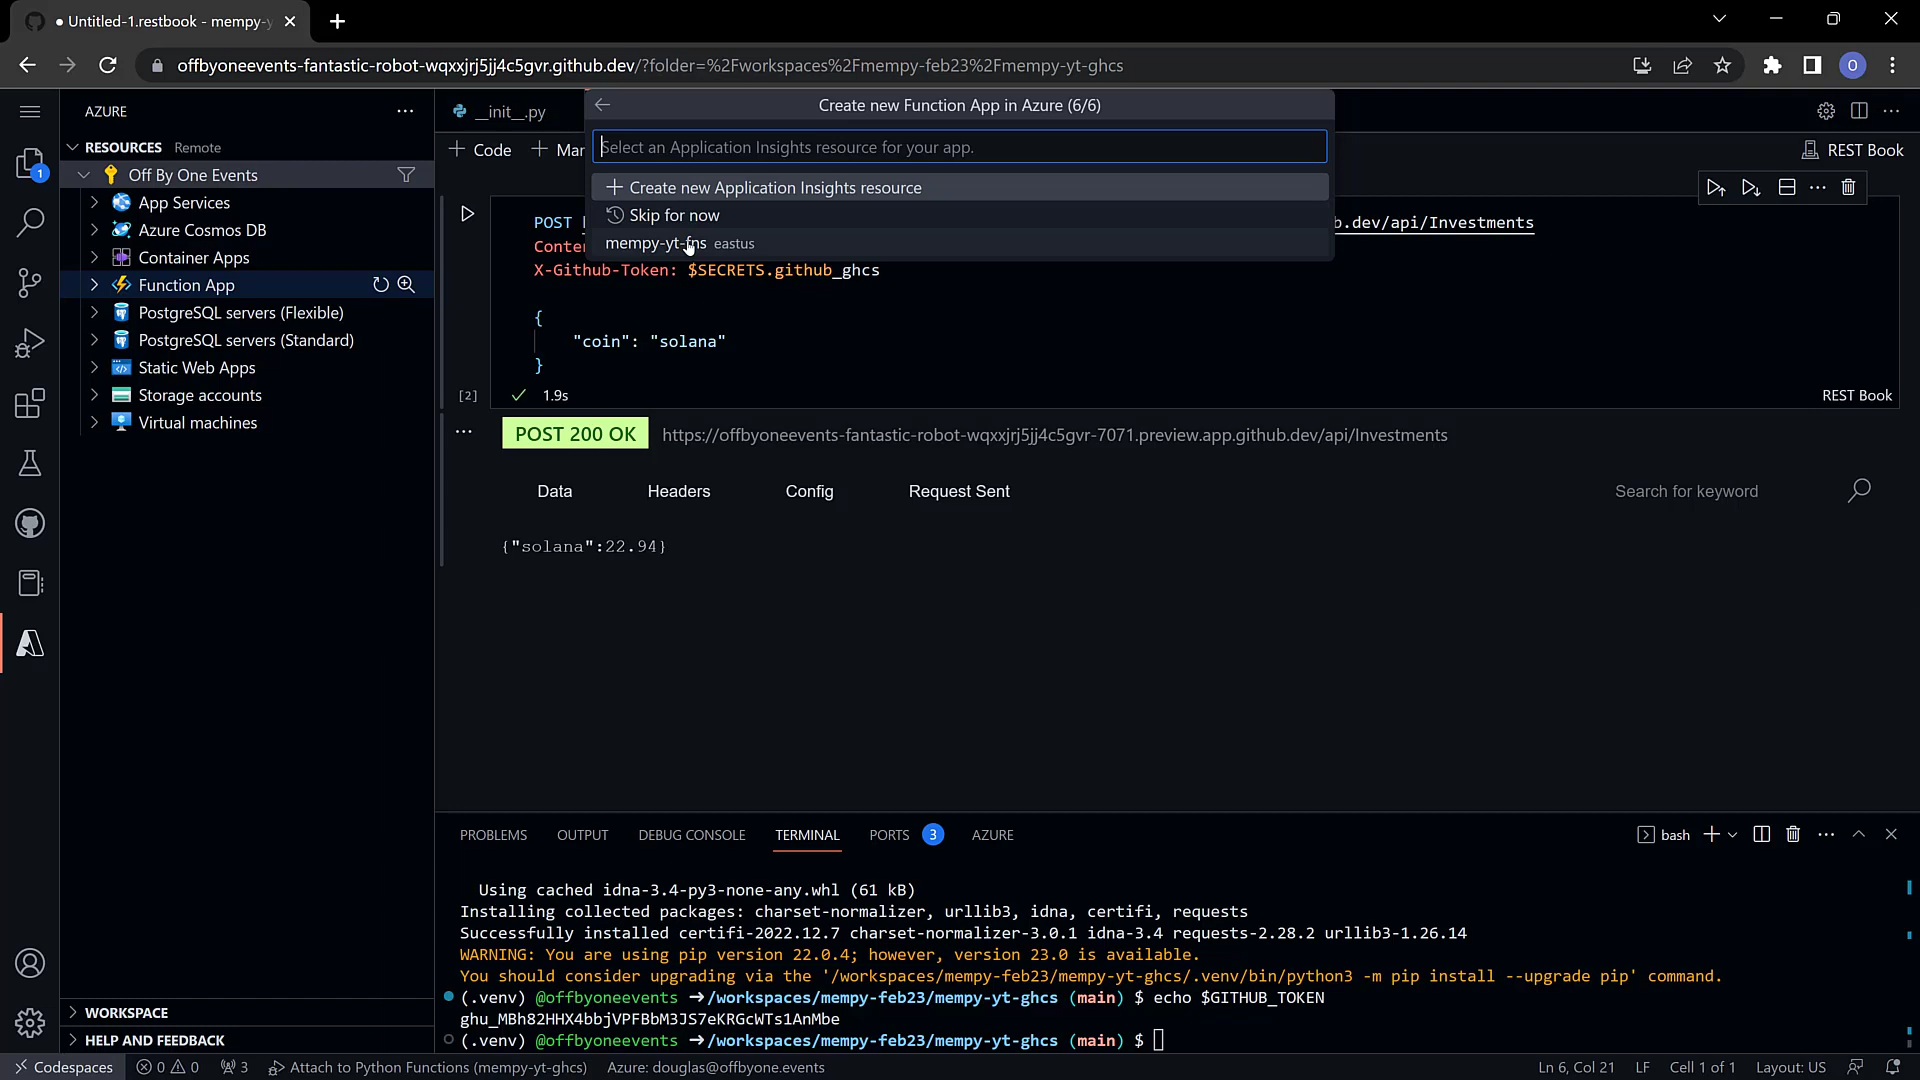 ● Untitled-1.restbook - mempy-y
offbyoneevents-fantastic-robot-wqxxjrj5jj4c5gvr.github.dev/?folder=%2Fworkspaces%2Fmempy-feb23%2Fmempy-yt-ghcs
O
AZURE
RESOURCES Remote
Off By One Events
App Services
Azure Cosmos DB
Container Apps
Function App
PostgreSQL servers (Flexible)
PostgreSQL servers (Standard)
Static Web Apps
Storage accounts
Virtual machines
WORKSPACE
HELP AND FEEDBACK
1
__init__.py
Create new Function App in Azure (6/6)
Select an Application Insights resource for your app.
Create new Application Insights resource
Skip for now
mempy-yt-fns eastus
+ Code + Mar
REST Book
POST
b.dev/api/Investments
Conte
X-Github-Token: $SECRETS.github_ghcs
{
"coin": "solana"
}
[2]
1.9s
REST Book
POST 200 OK https://offbyoneevents-fantastic-robot-wqxxjrj5jj4c5gvr-7071.preview.app.github.dev/api/Investments
Data Headers Config Request Sent
Search for keyword
{"solana":22.94}
PROBLEMS OUTPUT DEBUG CONSOLE TERMINAL PORTS 3 AZURE
bash
Using cached idna-3.4-py3-none-any.whl (61 kB)
Installing collected packages: charset-normalizer, urllib3, idna, certifi, requests
Successfully installed certifi-2022.12.7 charset-normalizer-3.0.1 idna-3.4 requests-2.28.2 urllib3-1.26.14
WARNING: You are using pip version 22.0.4; however, version 23.0 is available.
You should consider upgrading via the '/workspaces/mempy-feb23/mempy-yt-ghcs/.venv/bin/python3 -m pip install --upgrade pip' command.
(.venv) @offbyoneevents →/workspaces/mempy-feb23/mempy-yt-ghcs (main) $ echo $GITHUB_TOKEN
ghu_MBh82HHX4bbjVPFBbM3JS7eKRGcWTs1AnMbe
(.venv) @offbyoneevents →/workspaces/mempy-feb23/mempy-yt-ghcs (main) $
Codespaces 0 0 3 Attach to Python Functions (mempy-yt-ghcs) Azure: douglas@offbyone.events
Ln 6, Col 21 LF Cell 1 of 1 Layout: US